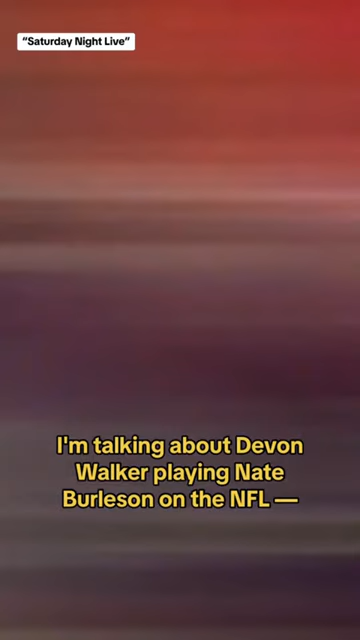 "Saturday Night Live"
I'm talking about Devon
Walker playing Nate
Burleson on the NFL —